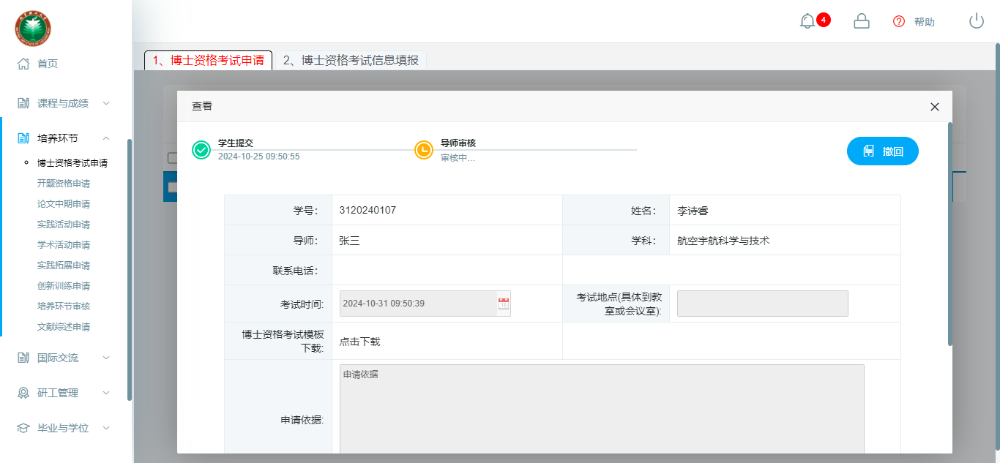 4
帮助
首页
课程与成绩
培养环节
博士资格考试申请
开题资格申请
论文中期申请
实践活动申请
学术活动申请
实践拓展申请
创新训练申请
培养环节审核
文献综述申请
国际交流
研工管理
毕业与学位
1、博士资格考试申请
2、博士资格考试信息填报
查看
学生提交
2024-10-25 09:50:55
导师审核
审核中...
撤回
学号: 3120240107 姓名: 李诗睿
导师: 张三 学科: 航空宇航科学与技术
联系电话:
考试时间: 2024-10-31 09:50:39 考试地点(具体到教
室或会议室):
博士资格考试模板
下载: 点击下载
申请依据: 申请依据